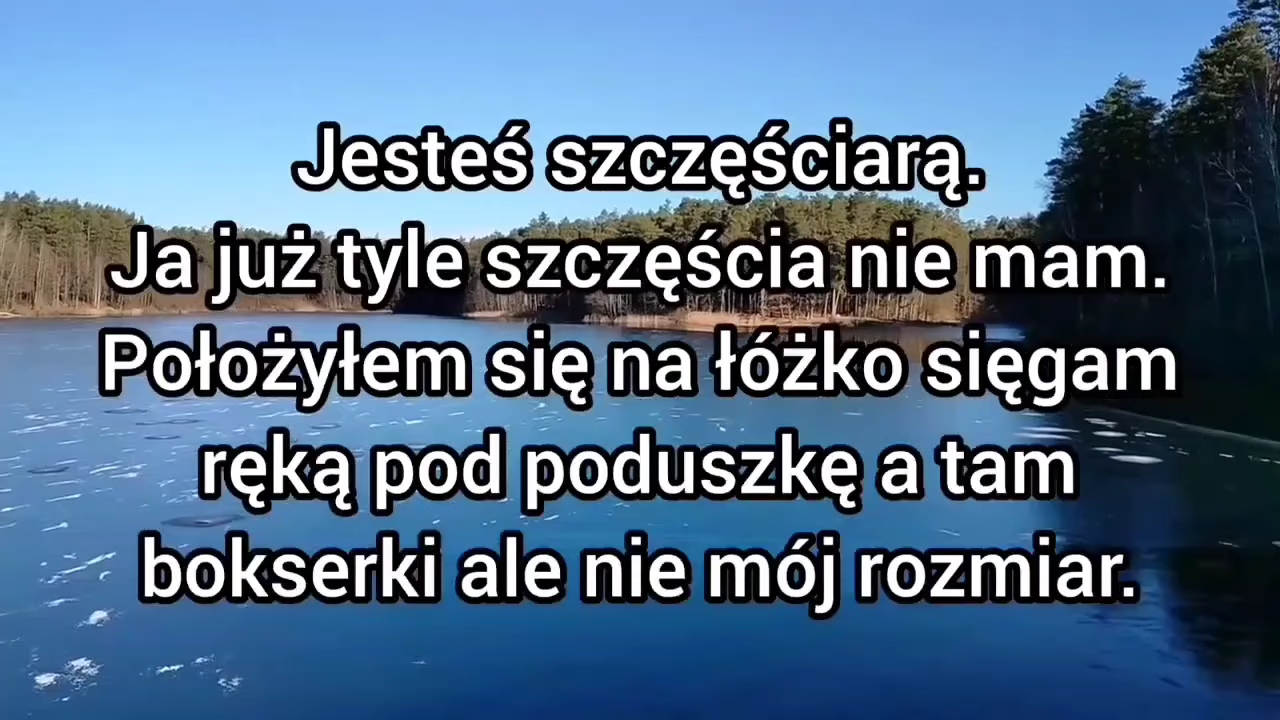 Jesteś szczęściarą.
Ja już tyle szczęścia nie mam.
Położyłem się na łóżko sięgam
ręką pod poduszkę a tam
bokserki ale nie mój rozmiar.